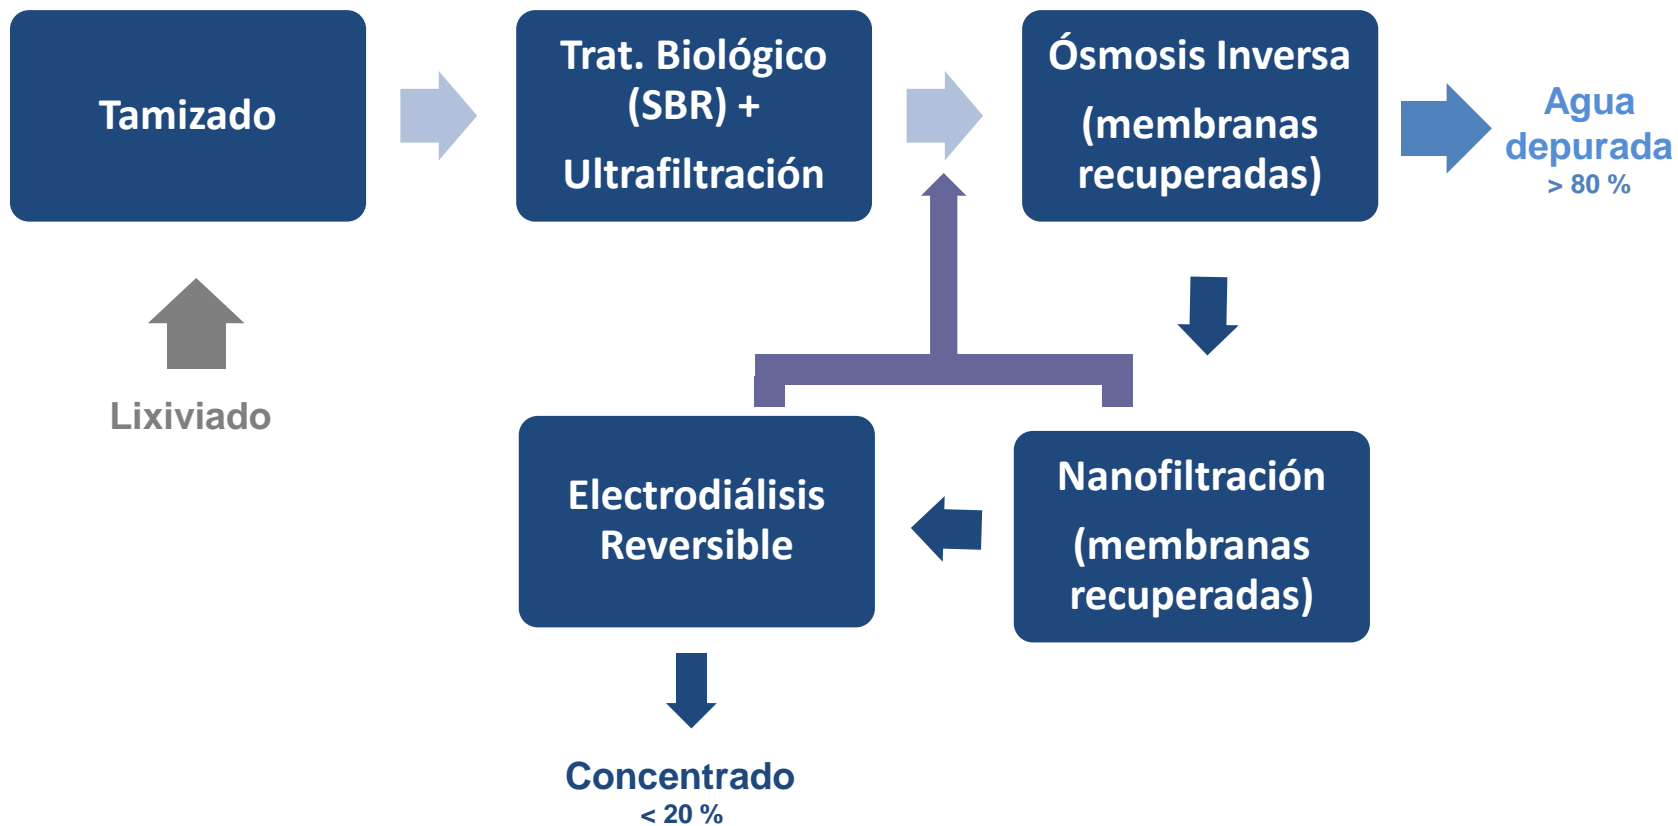 Tamizado
Trat. Biológico
(SBR) +
Ultrafiltración
Ósmosis Inversa
(membranas
recuperadas)
Agua
depurada
> 80 %
Lixiviado
Electrodiálisis
Reversible
Nanofiltración
(membranas
recuperadas)
Concentrado
< 20 %